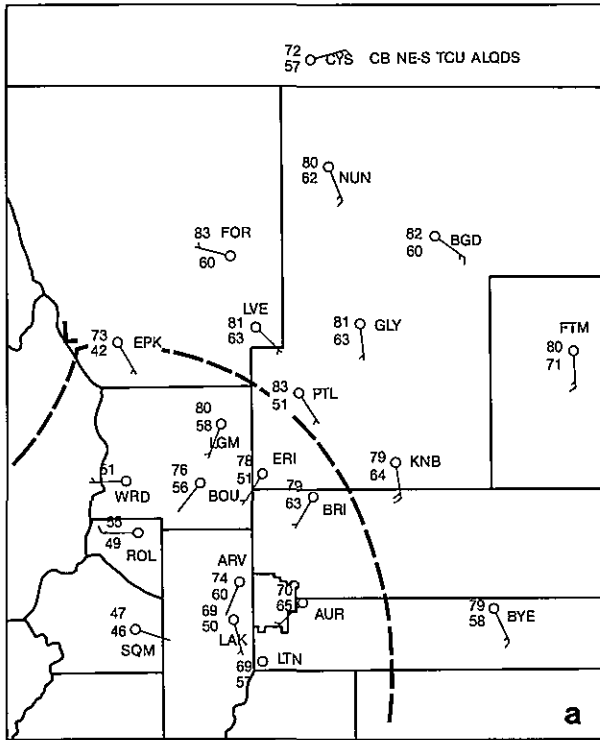 72
57
CYS CB NE-S TCU ALQDS
80
62
NUN
83
60
FOR
82
60
BGD
81
63
LVE
81
63
GLY
FTM
80
71
L
73
42
EPK
83
51
PTL
80
58
LGM
78
51
ERI
79
64
KNB
51
WRD
76
56
BOU
79
63
BRI
55
49
ROL
ARV
74
60
70
65
AUR
79
58
BYE
47
46
SQM
69
50
LAK
69
57
LTN
a